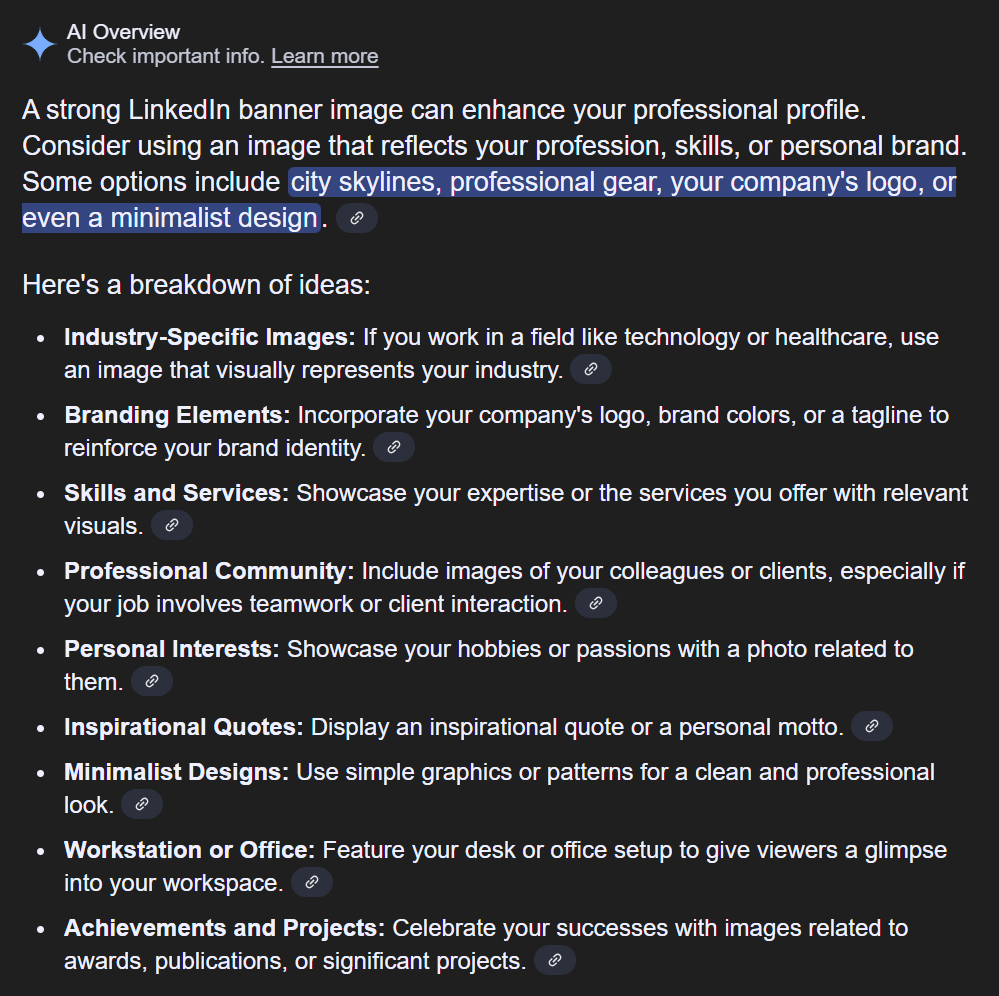 AI Overview
Check important info. Learn more
A strong LinkedIn banner image can enhance your professional profile.
Consider using an image that reflects your profession, skills, or personal brand.
Some options include city skylines, professional gear, your company's logo, or
even a minimalist design.
Here's a breakdown of ideas:
• Industry-Specific Images: If you work in a field like technology or healthcare, use
an image that visually represents your industry.
• Branding Elements: Incorporate your company's logo, brand colors, or a tagline to
reinforce your brand identity.
• Skills and Services: Showcase your expertise or the services you offer with relevant
visuals.
• Professional Community: Include images of your colleagues or clients, especially if
your job involves teamwork or client interaction.
• Personal Interests: Showcase your hobbies or passions with a photo related to
them.
• Inspirational Quotes: Display an inspirational quote or a personal motto.
• Minimalist Designs: Use simple graphics or patterns for a clean and professional
look.
• Workstation or Office: Feature your desk or office setup to give viewers a glimpse
into your workspace.
• Achievements and Projects: Celebrate your successes with images related to
awards, publications, or significant projects.